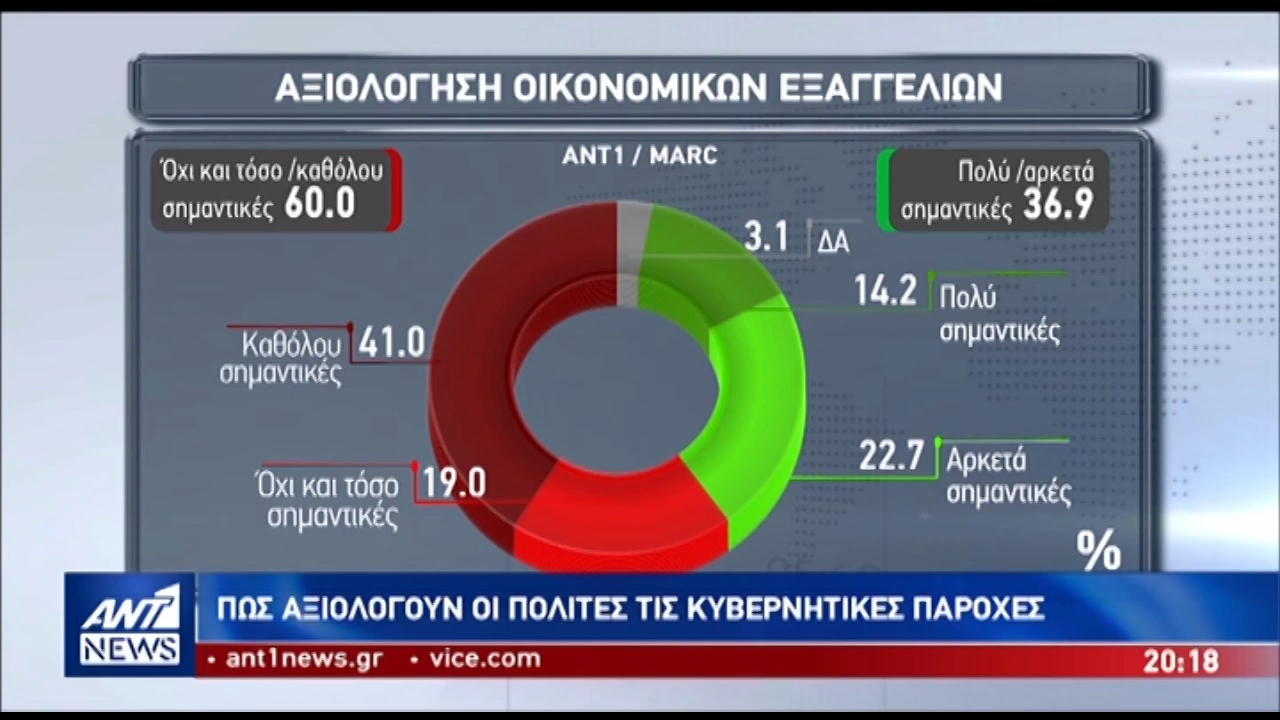 ΑΞΙΟΛΟΓΗΣΗ ΟΙΚΟΝΟΜΙΚΩΝ ΕΞΑΓΓΕΛΙΩΝ
ΑΝΤ1 / MARC
Όχι και τόσο /καθόλου
σημαντικές 60.0
Πολύ /αρκετά
σημαντικές 36.9
3.1 ΔΑ
14.2 Πολύ
σημαντικές
Καθόλου 41.0
σημαντικές
22.7 Αρκετά
σημαντικές
Όχι και τόσο 19.0
σημαντικές
%
ANT1
NEWS
ΠΩΣ ΑΞΙΟΛΟΓΟΥΝ ΟΙ ΠΟΛΙΤΕΣ ΤΙΣ ΚΥΒΕΡΝΗΤΙΚΕΣ ΠΑΡΟΧΕΣ
• ant1news.gr • vice.com
20:18